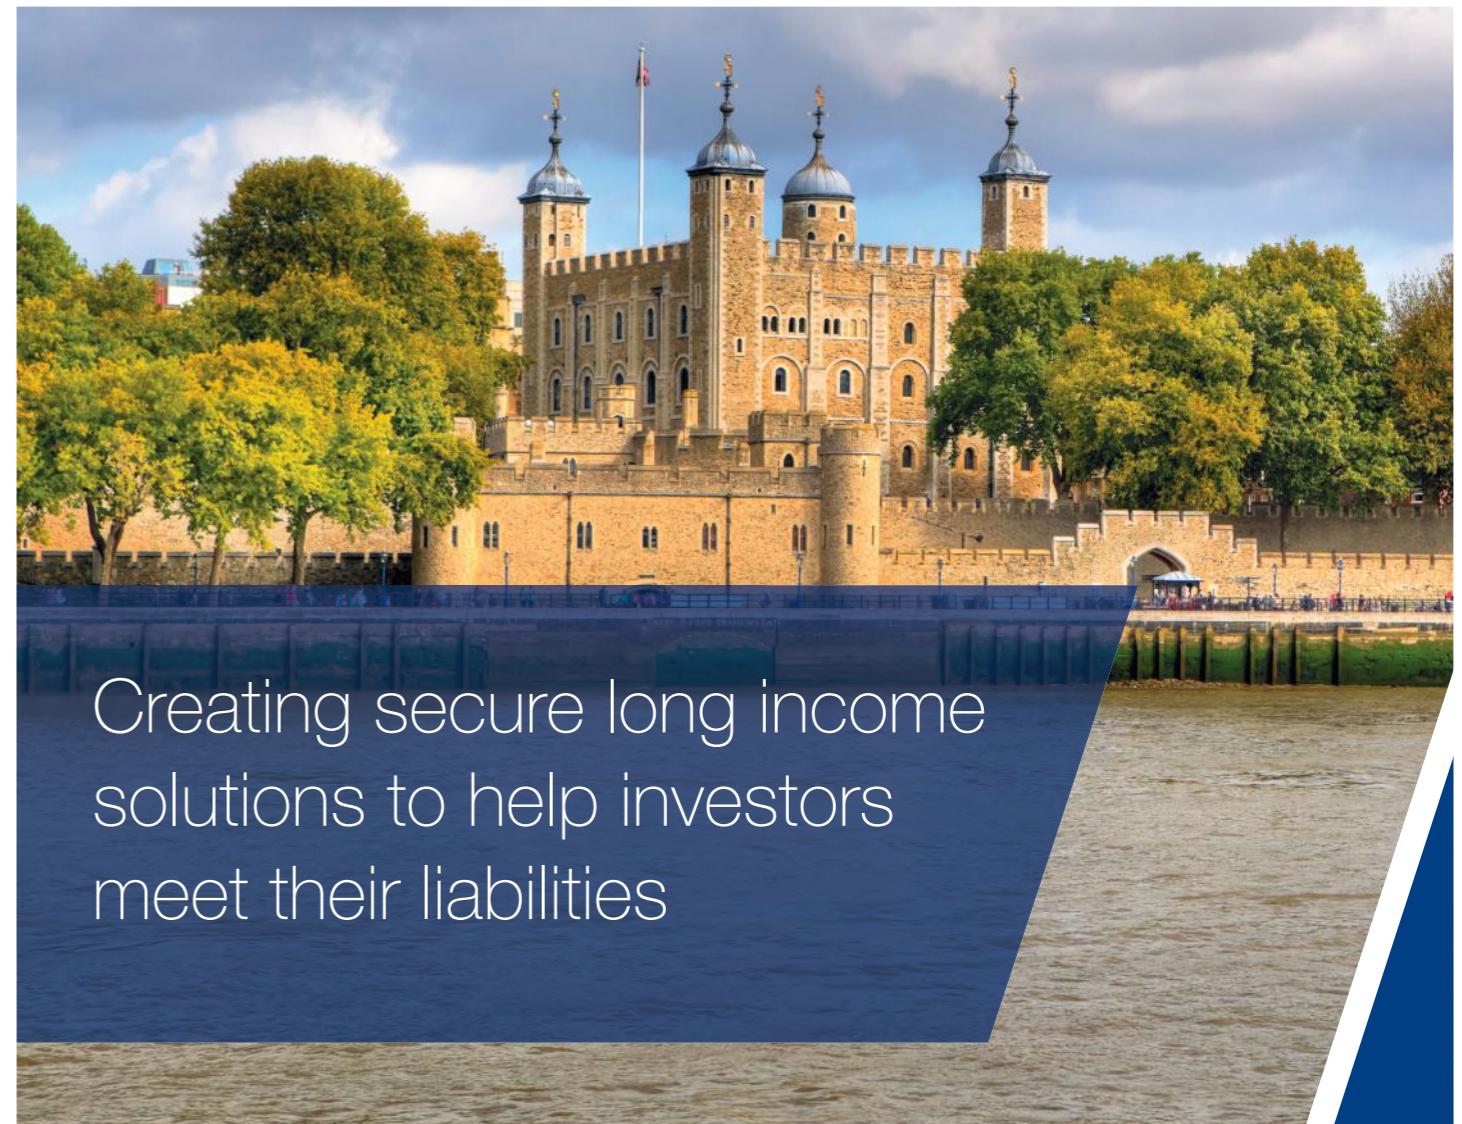 Creating secure long income
solutions to help investors
meet their liabilities